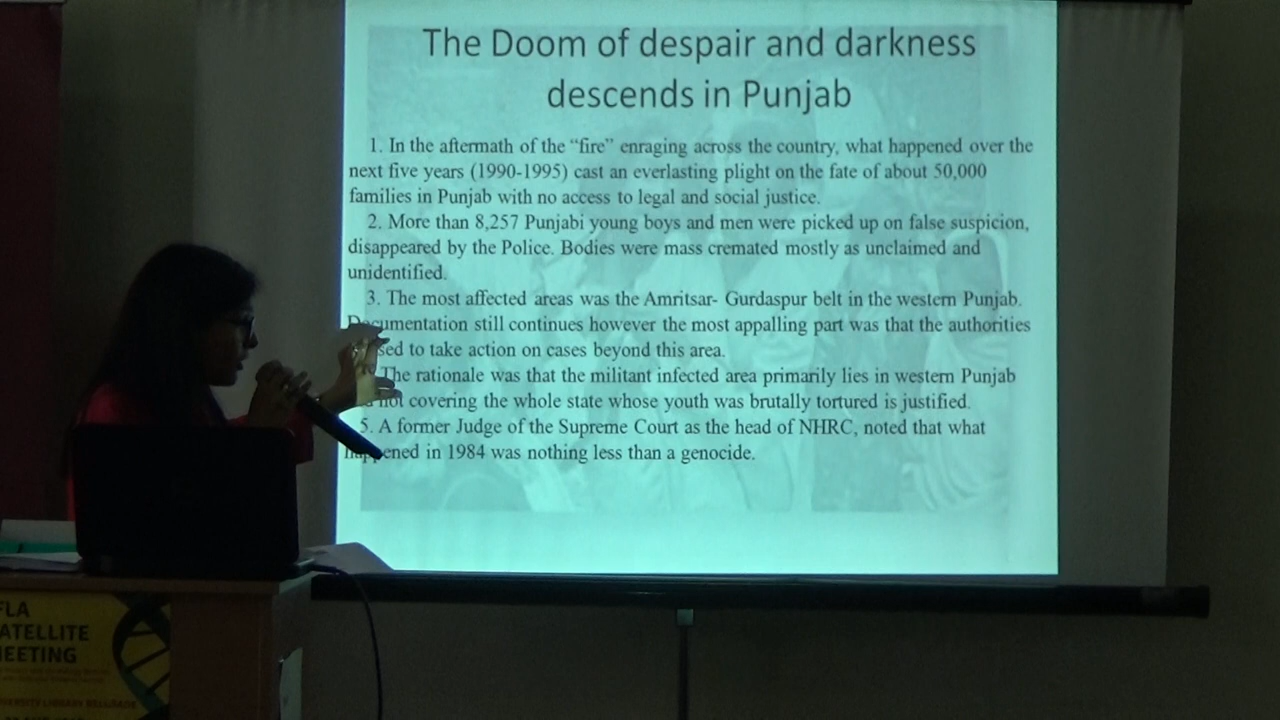 The Doom of despair and darkness
descends in Punjab
1. In the aftermath of the “fire” enraging across the country, what happened over the
next five years (1990-1995) cast an everlasting plight on the fate of about 50,000
families in Punjab with no access to legal and social justice.
2. More than 8,257 Punjabi young boys and men were picked up on false suspicion,
disappeared by the Police. Bodies were mass cremated mostly as unclaimed and
unidentified.
3. The most affected areas was the Amritsar- Gurdaspur belt in the western Punjab.
Documentation still continues however the most appalling part was that the authorities
sed to take action on cases beyond this area.
The rationale was that the militant infected area primarily lies in western Punjab
not covering the whole state whose youth was brutally tortured is justified.
5. A former Judge of the Supreme Court as the head of NHRC, noted that what
happened in 1984 was nothing less than a genocide.
FLA
ATELLITE
EETING